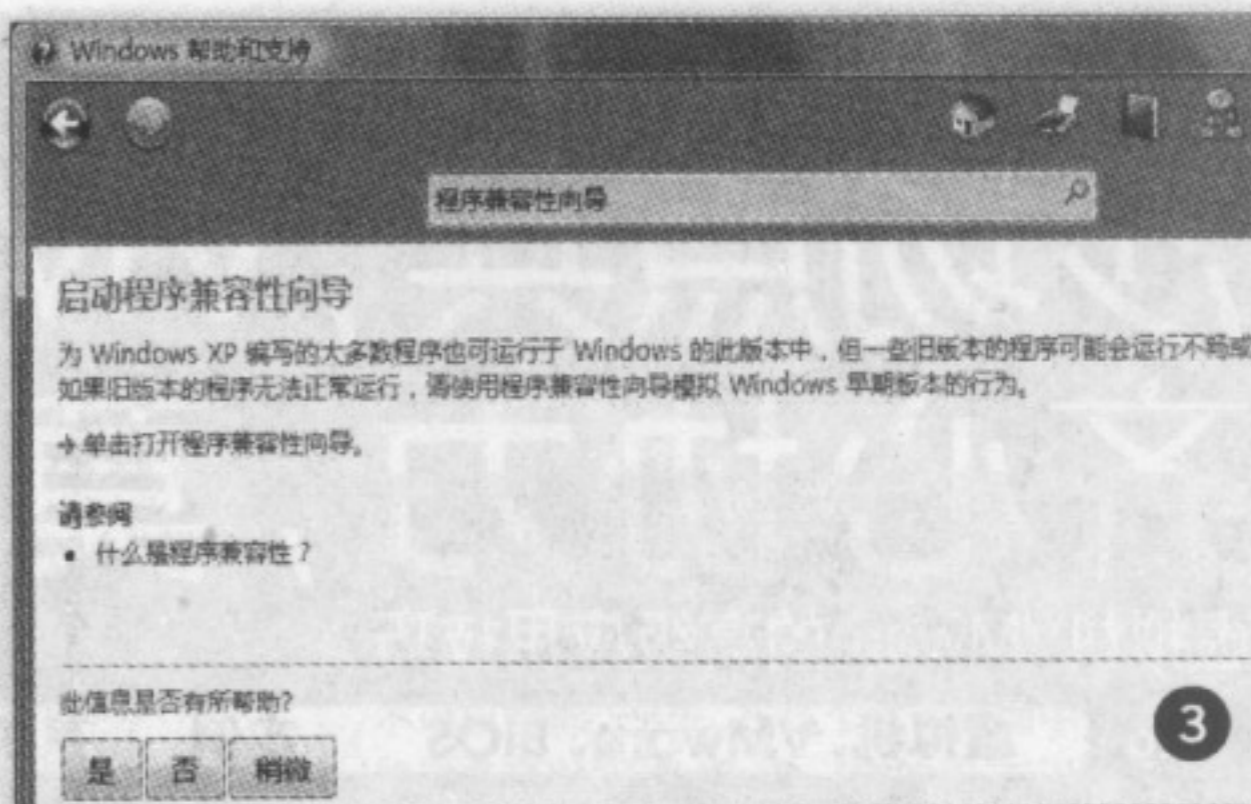 Windows 帮助和支持
程序兼容性向导
启动程序兼容性向导
为 Windows XP 编写的大多数程序也可运行于 Windows 的此版本中，但一些旧版本的程序可能会运行不畅或
如果旧版本的程序无法正常运行，请使用程序兼容性向导模拟 Windows 早期版本的行为。
→ 单击打开程序兼容性向导。
请参阅
• 什么是程序兼容性？
此信息是否有所帮助?
是 否 稍微
3